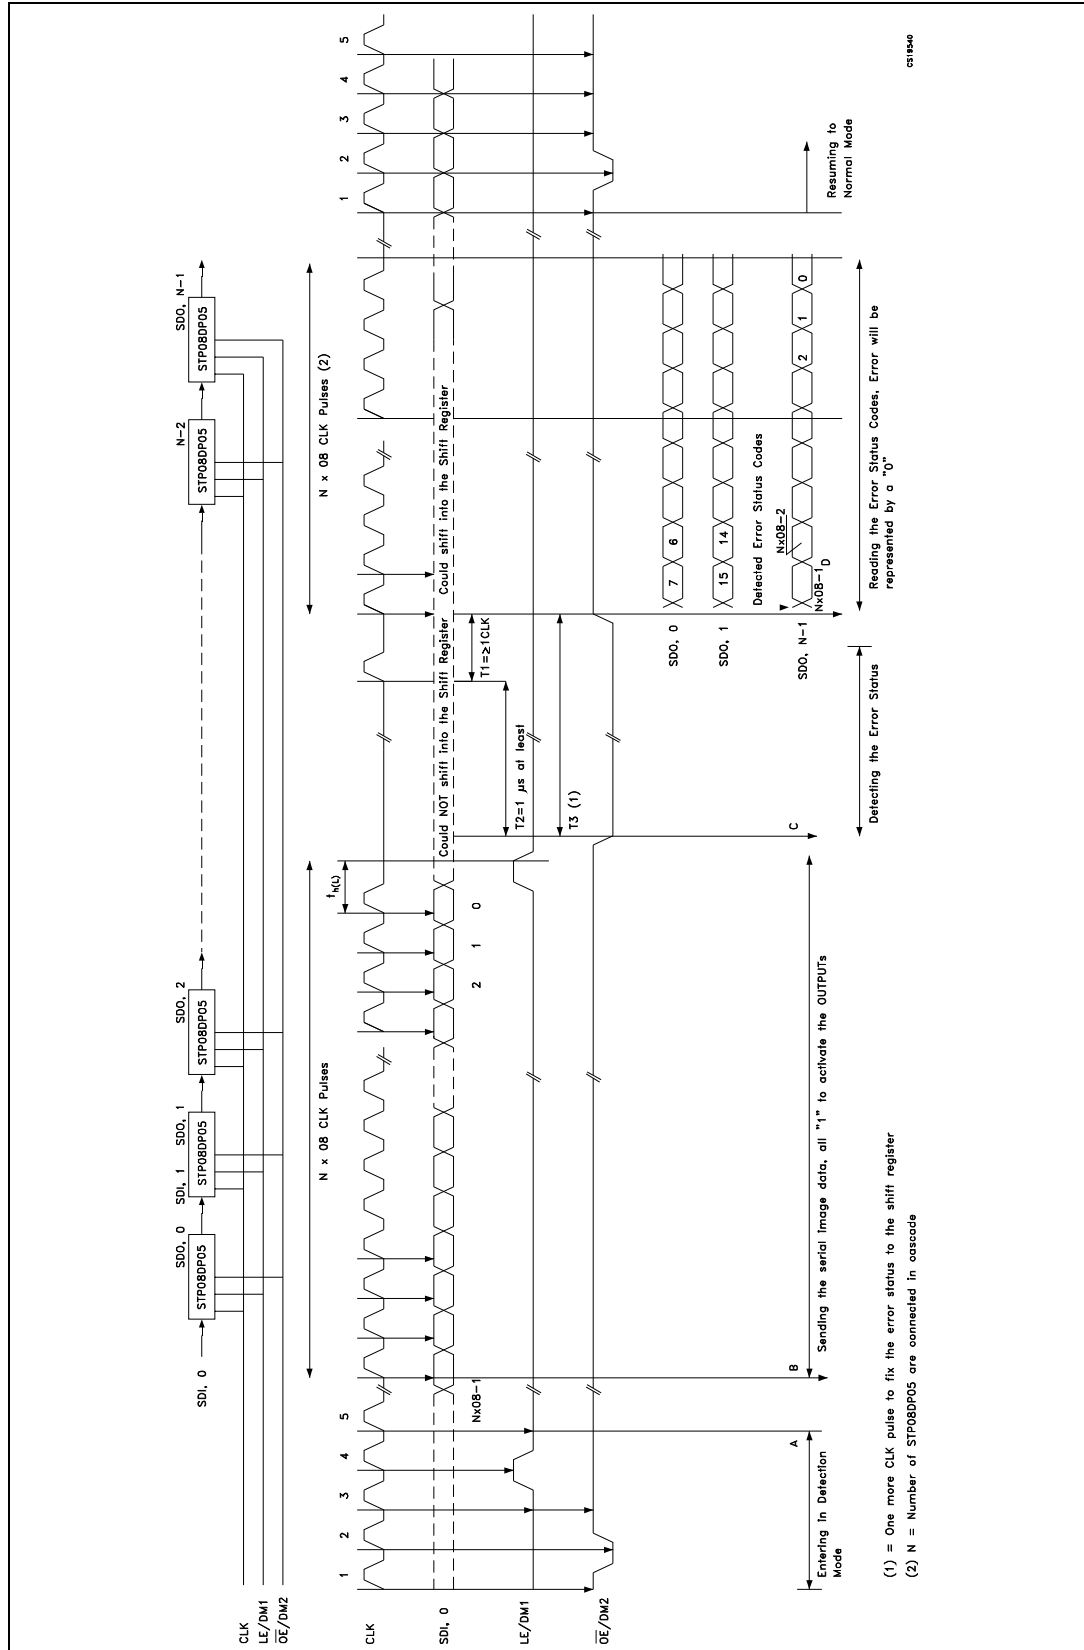 SDI, 0
STP08DP05
SDO, 0
SDI, 1
STP08DP05
SDO, 1
STP08DP05
SDO, 2
N-2
STP08DP05
STP08DP05
SDO, N-1
CLK
LE/DM1
OE/DM2
N x 08 CLK Pulses
N x 08 CLK Pulses (2)
1 2 3 4 5
1 2 3 4 5
CLK
th(L)
SDI, 0
Could NOT shift into the Shift Register
Could shift into the Shift Register
Nx08-1
2 1 0
T1=≥1CLK
T2=1 µs at least
LE/DM1
T3 (1)
OE/DM2
SDO, 0
7 6
SDO, 1
15 14
Detected Error Status Codes
Nx08-2
SDO, N-1
2 1 0
Nx08-1
D
A
B
C
Entering in Detection
Mode
Sending the serial image data, all "1" to activate the OUTPUTs
Detecting the Error Status
Reading the Error Status Codes, Error will be
represented by a "0"
Resuming to
Normal Mode
(1) = One more CLK pulse to fix the error status to the shift register
(2) N = Number of STP08DP05 are connected in cascade
CS19540